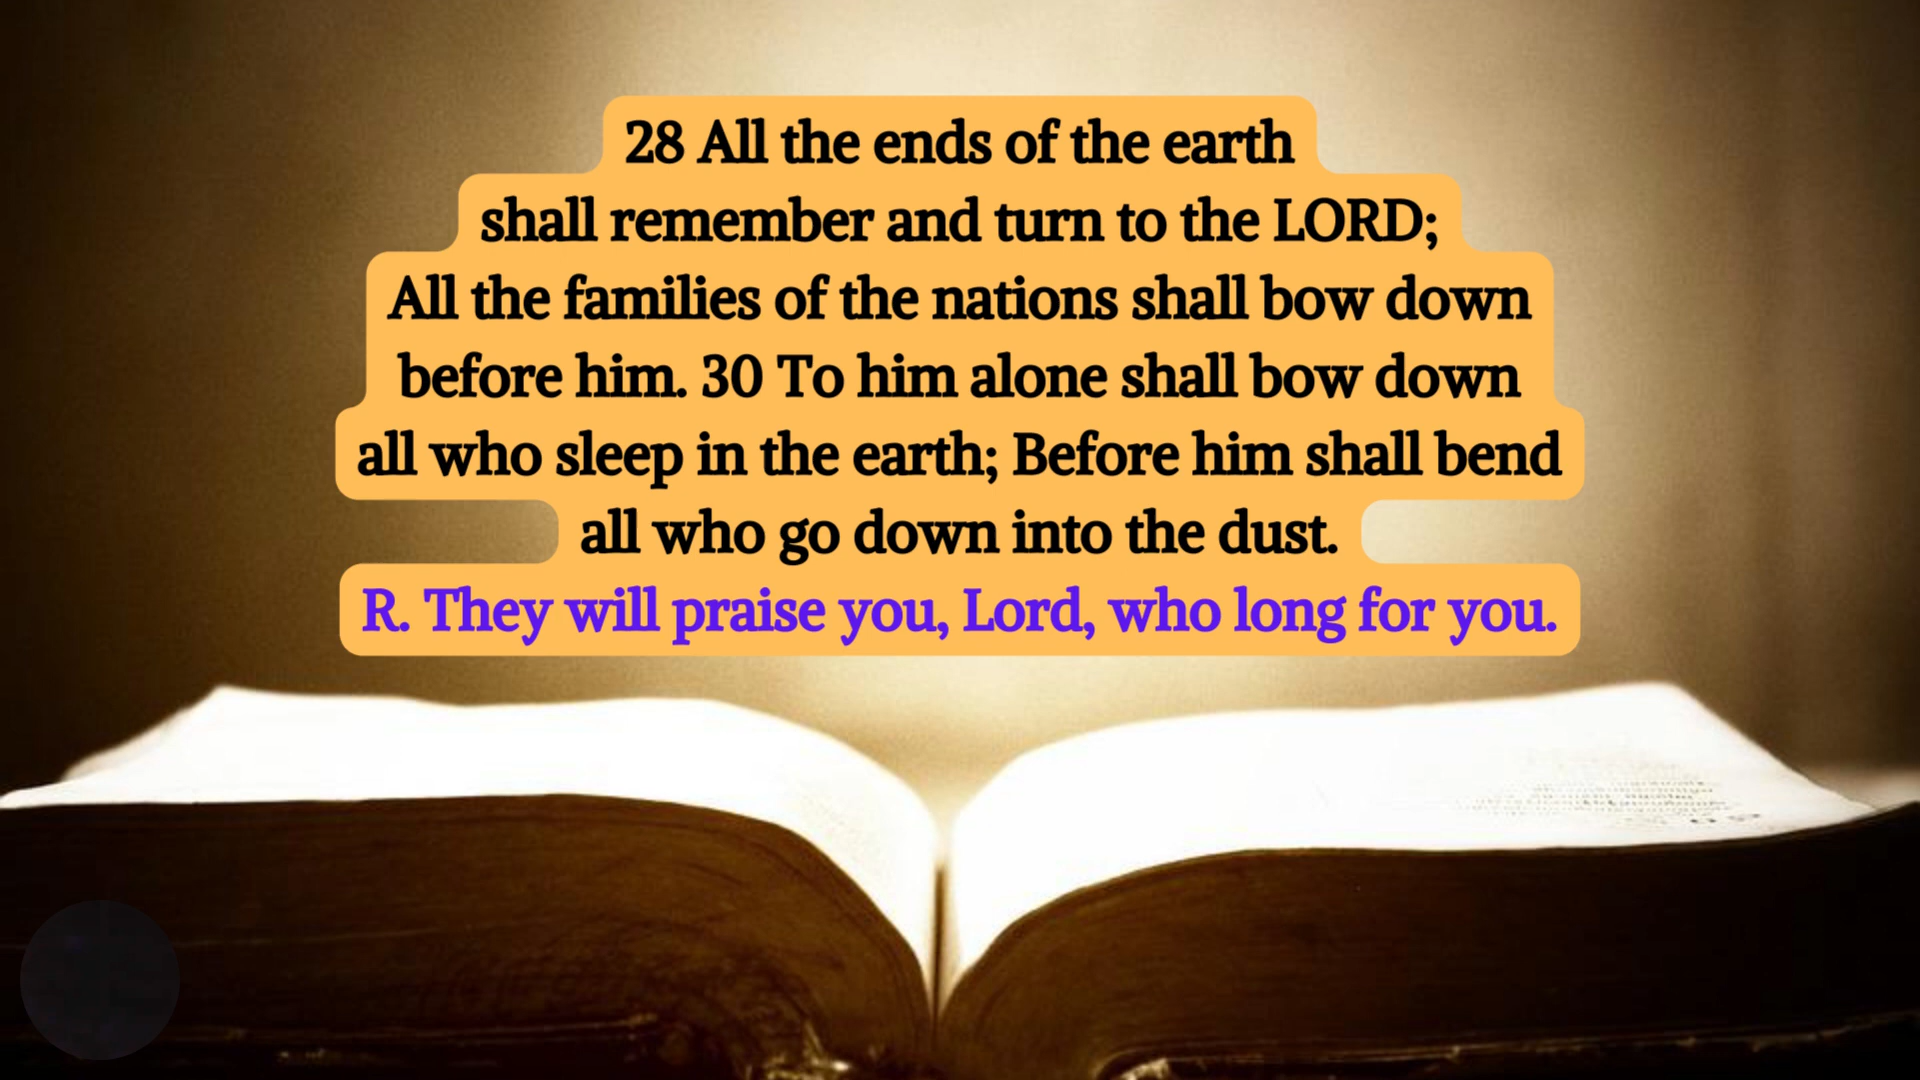 28 All the ends of the earth
shall remember and turn to the LORD;
All the families of the nations shall bow down
before him. 30 To him alone shall bow down
all who sleep in the earth; Before him shall bend
all who go down into the dust.
R. They will praise you, Lord, who long for you.